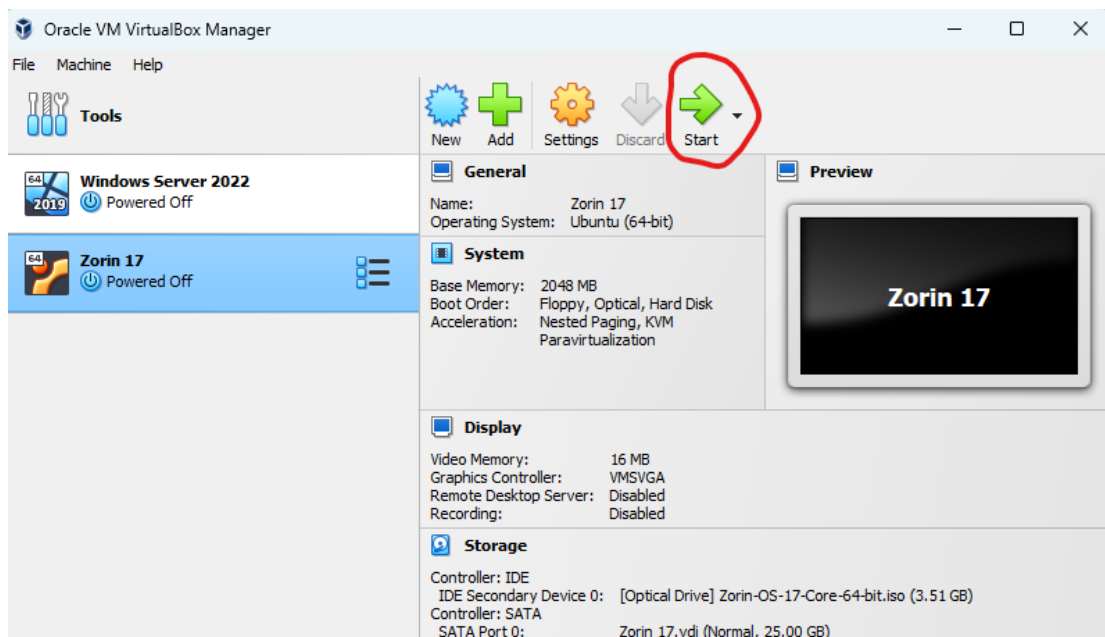 Oracle VM VirtualBox Manager
File Machine Help
Tools
New Add Settings Discard Start
64
2019
Windows Server 2022
Powered Off
64
Zorin 17
Powered Off
General
Name: Zorin 17
Operating System: Ubuntu (64-bit)
System
Base Memory: 2048 MB
Boot Order: Floppy, Optical, Hard Disk
Acceleration: Nested Paging, KVM
Paravirtualization
Preview
Zorin 17
Display
Video Memory: 16 MB
Graphics Controller: VMSVGA
Remote Desktop Server: Disabled
Recording: Disabled
Storage
Controller: IDE
IDE Secondary Device 0: [Optical Drive] Zorin-OS-17-Core-64-bit.iso (3.51 GB)
Controller: SATA
SATA Port 0: Zorin 17.vdi (Normal, 25.00 GB)